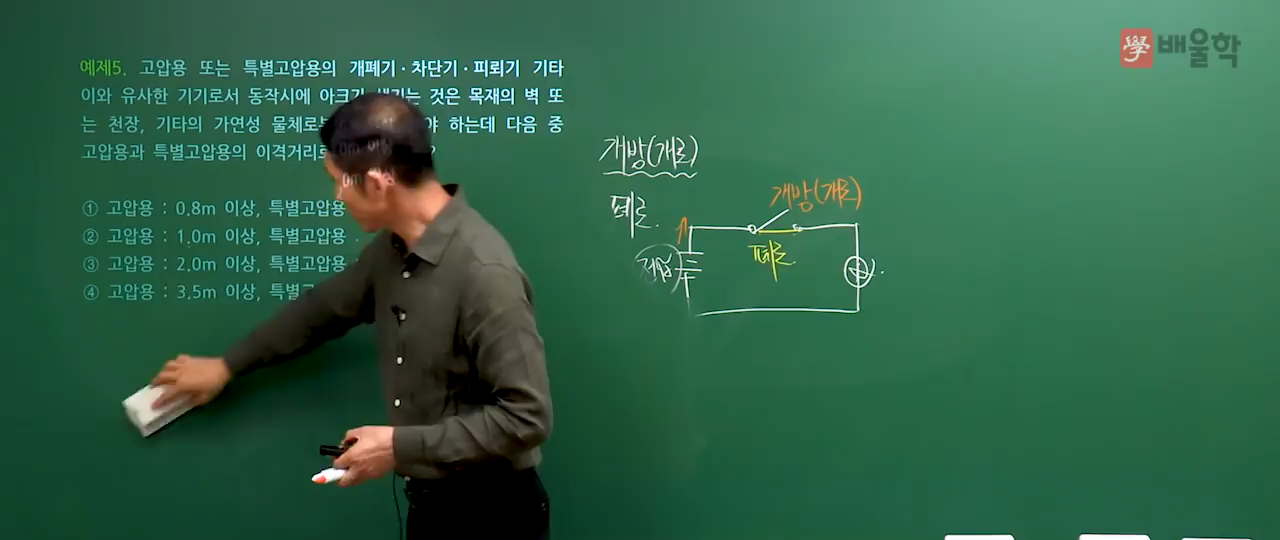 學 배울학
예제5. 고압용 또는 특별고압용의 개폐기·차단기·피뢰기 기타
이와 유사한 기기로서 동작시에 아크가 생기는 것은 목재의 벽 또
는 천장, 기타의 가연성 물체로 하는데 다음 중
고압용과 특별고압용의 이격거리로 ?
① 고압용 : 0.8m 이상, 특별고압용
② 고압용 : 1.0m 이상, 특별고압용
③ 고압용 : 2.0m 이상, 특별고압용
④ 고압용 : 3.5m 이상, 특별고
개방(개로)
폐로.
개방(개로)
폐로.
전압